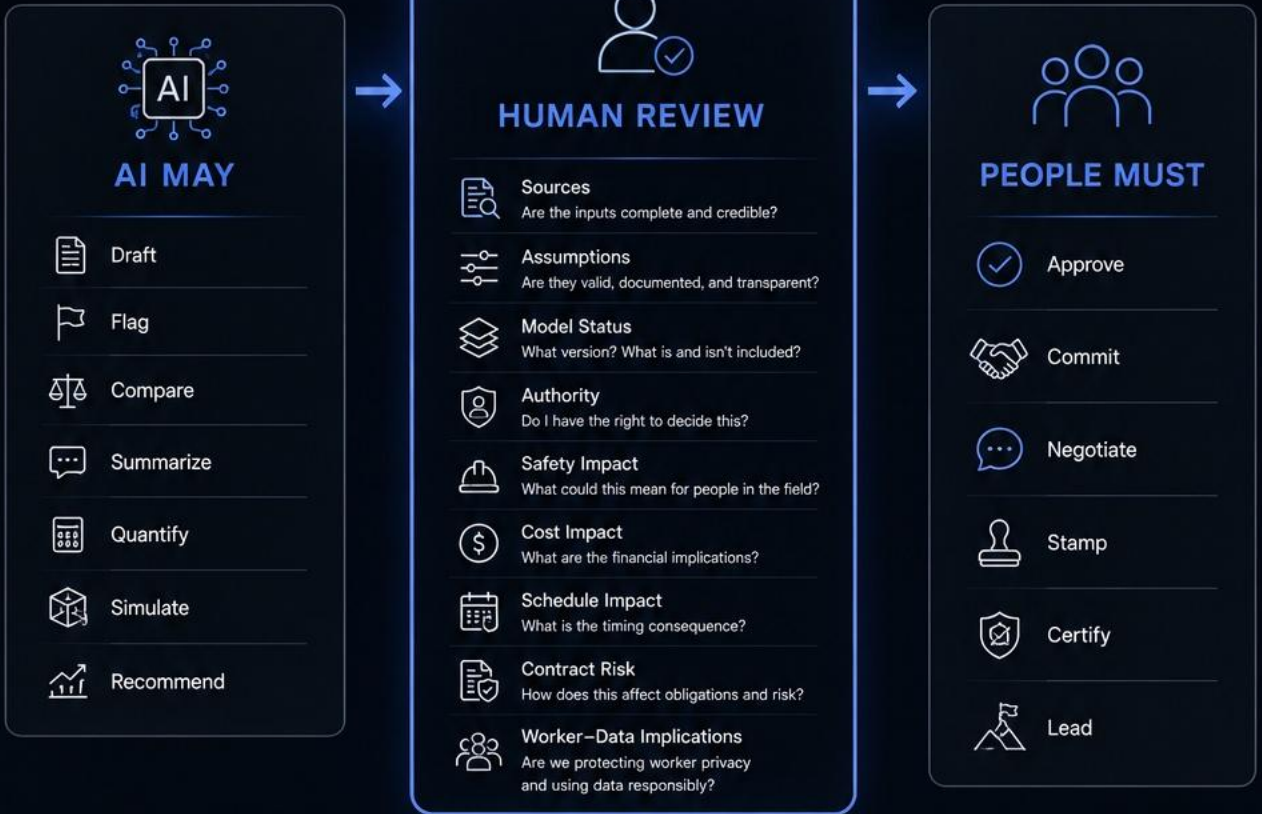 AI
AI MAY
Draft
Flag
Compare
Summarize
Quantify
Simulate
Recommend
HUMAN REVIEW
Sources
Are the inputs complete and credible?
Assumptions
Are they valid, documented, and transparent?
Model Status
What version? What is and isn't included?
Authority
Do I have the right to decide this?
Safety Impact
What could this mean for people in the field?
$
Cost Impact
What are the financial implications?
Schedule Impact
What is the timing consequence?
Contract Risk
How does this affect obligations and risk?
Worker–Data Implications
Are we protecting worker privacy
and using data responsibly?
PEOPLE MUST
Approve
Commit
Negotiate
Stamp
Certify
Lead